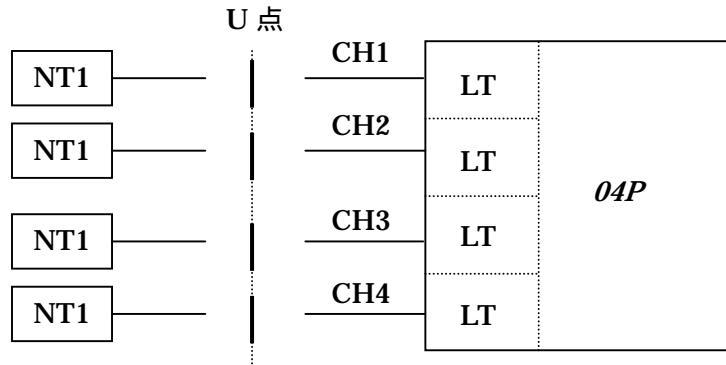 U 点
NT1 CH1 LT
NT1 CH2 LT
04P
NT1 CH3 LT
NT1 CH4 LT